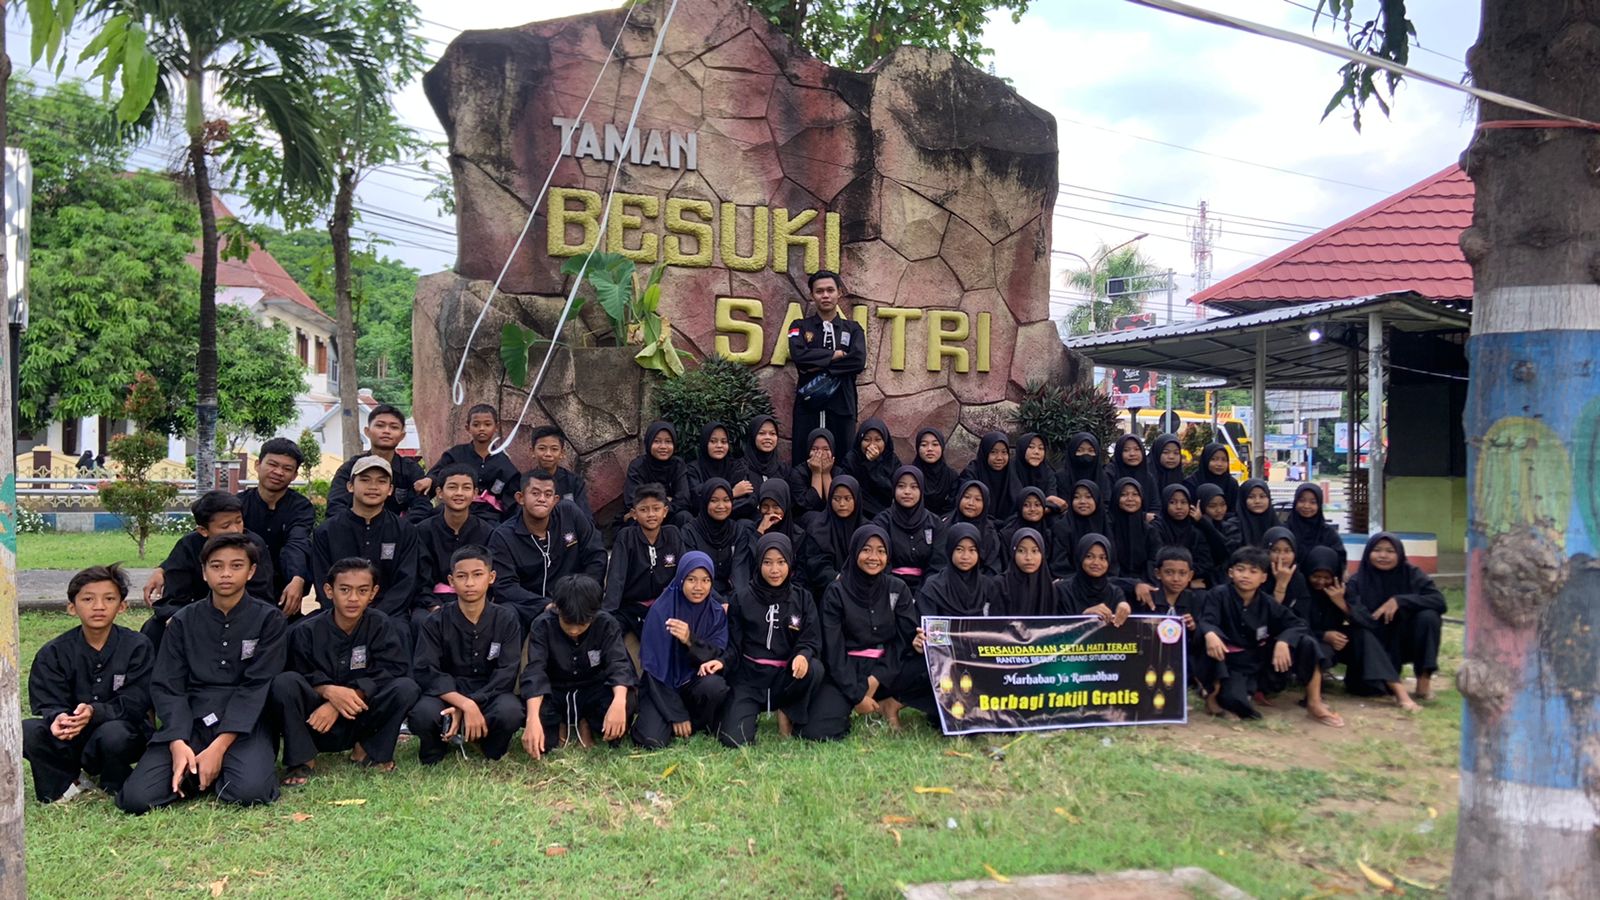 TAMAN
BESUKI
SANTRI
PERSAUDARAAN SETIA HATI TERATE
RANTING BESUKI - CABANG SITUBONDO
Marhaban Ya Ramadhan
Berbagi Takjil Gratis